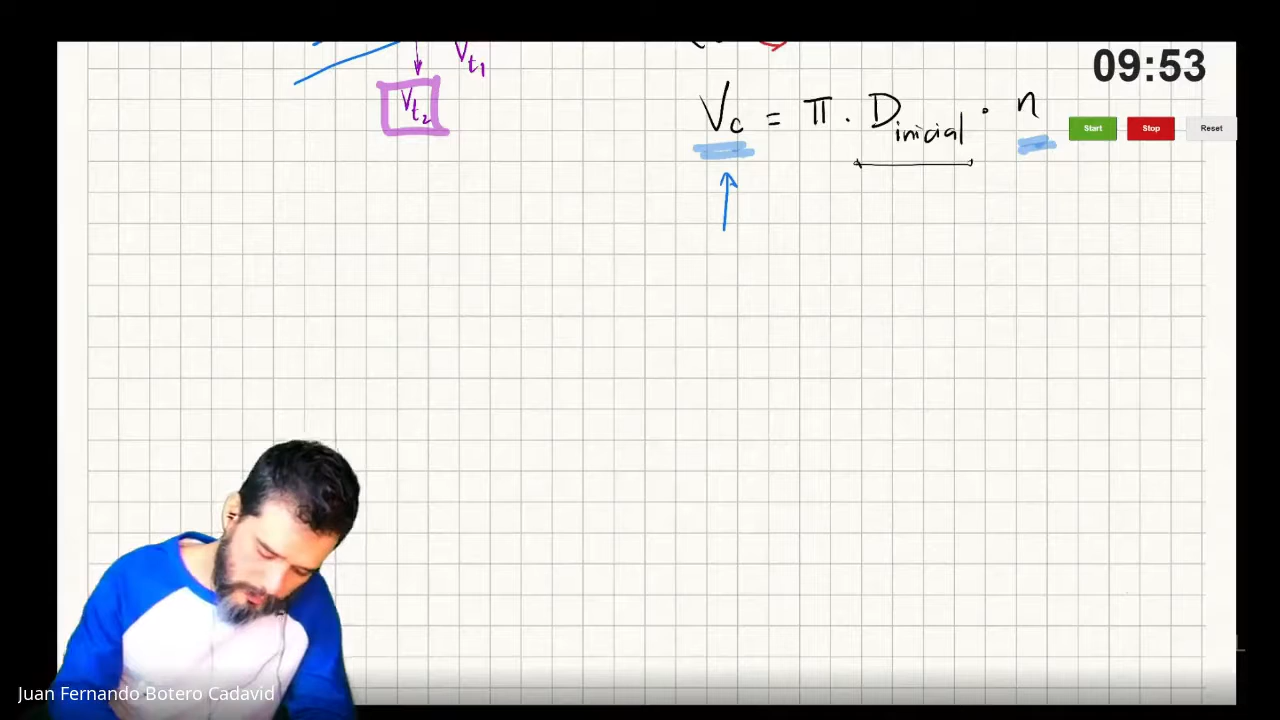 V_t1
V_t2
09:53
V_c = π · D_inicial · n
Start Stop Reset
Juan Fernando Botero Cadavid